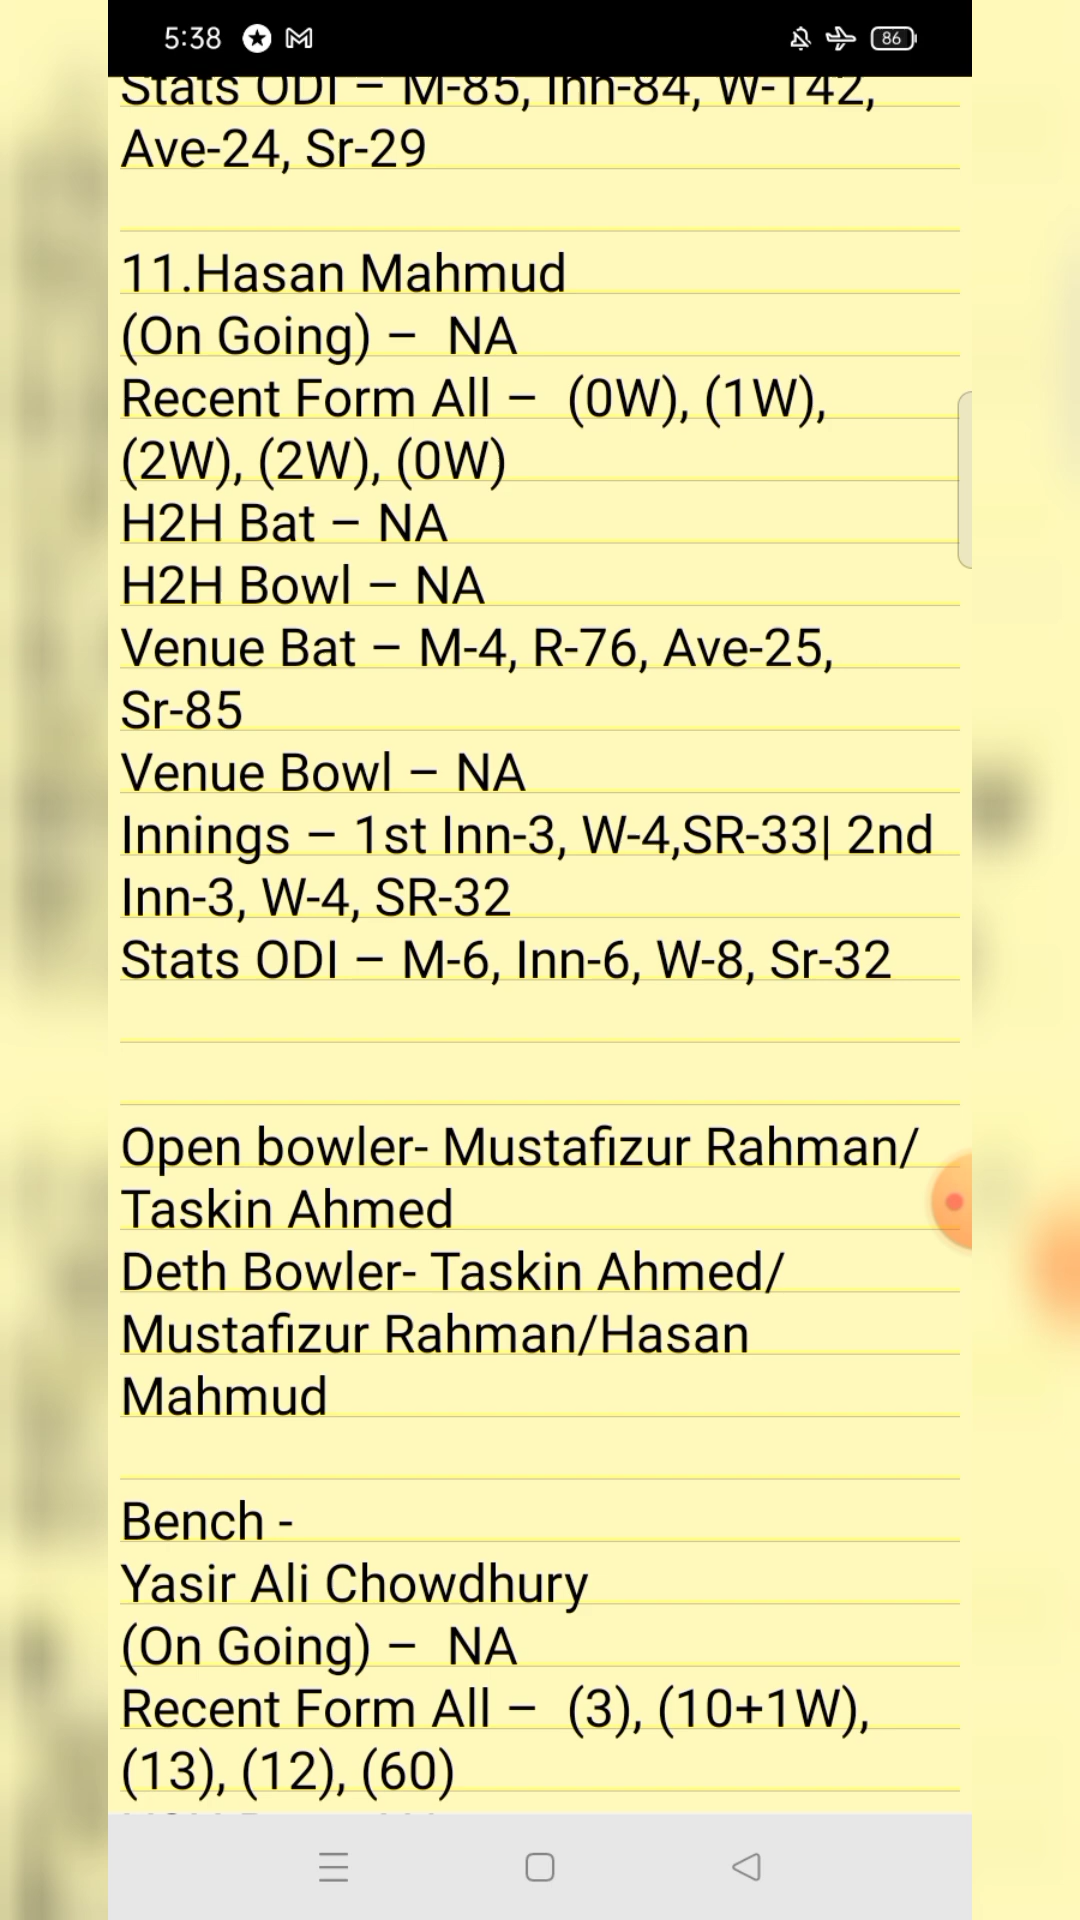 5:38
86
Stats ODI – M-85, Inn-84, W-142,
Ave-24, Sr-29
11.Hasan Mahmud
(On Going) – NA
Recent Form All – (0W), (1W),
(2W), (2W), (0W)
H2H Bat – NA
H2H Bowl – NA
Venue Bat – M-4, R-76, Ave-25,
Sr-85
Venue Bowl – NA
Innings – 1st Inn-3, W-4,SR-33| 2nd
Inn-3, W-4, SR-32
Stats ODI – M-6, Inn-6, W-8, Sr-32
Open bowler- Mustafizur Rahman/
Taskin Ahmed
Deth Bowler- Taskin Ahmed/
Mustafizur Rahman/Hasan
Mahmud
Bench -
Yasir Ali Chowdhury
(On Going) – NA
Recent Form All – (3), (10+1W),
(13), (12), (60)